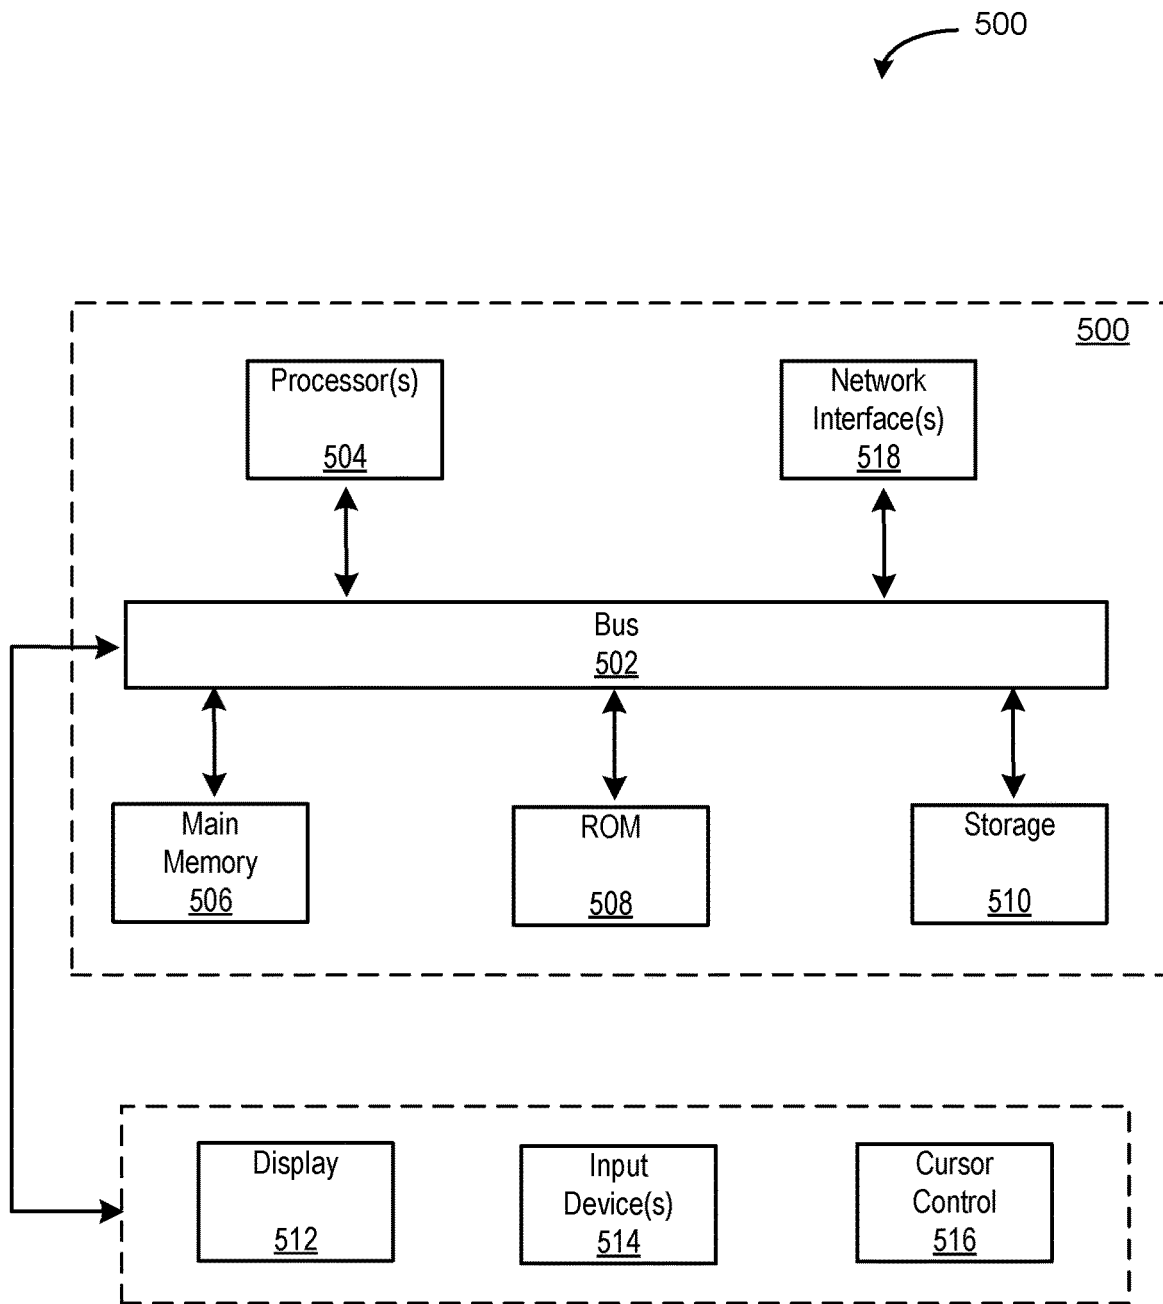 500
500
Processor(s)
504
Network
Interface(s)
518
Bus
502
Main
Memory
506
ROM
508
Storage
510
Display
512
Input
Device(s)
514
Cursor
Control
516